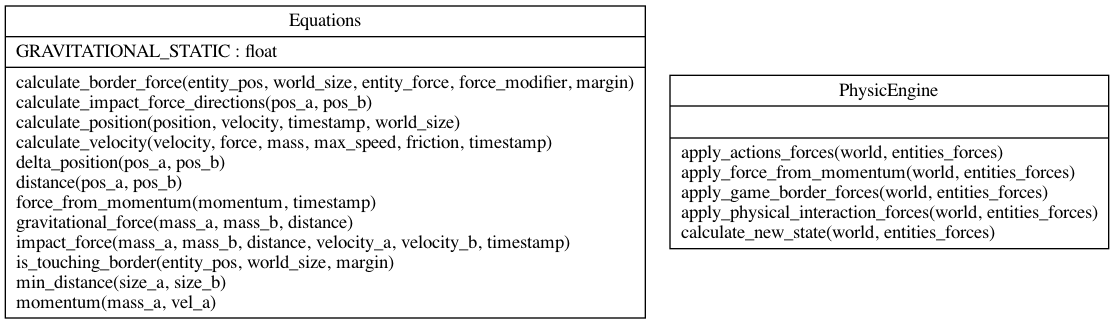 Equations
GRAVITATIONAL_STATIC : float
calculate_border_force(entity_pos, world_size, entity_force, force_modifier, margin)
calculate_impact_force_directions(pos_a, pos_b)
calculate_position(position, velocity, timestamp, world_size)
calculate_velocity(velocity, force, mass, max_speed, friction, timestamp)
delta_position(pos_a, pos_b)
distance(pos_a, pos_b)
force_from_momentum(momentum, timestamp)
gravitational_force(mass_a, mass_b, distance)
impact_force(mass_a, mass_b, distance, velocity_a, velocity_b, timestamp)
is_touching_border(entity_pos, world_size, margin)
min_distance(size_a, size_b)
momentum(mass_a, vel_a)
PhysicEngine
apply_actions_forces(world, entities_forces)
apply_force_from_momentum(world, entities_forces)
apply_game_border_forces(world, entities_forces)
apply_physical_interaction_forces(world, entities_forces)
calculate_new_state(world, entities_forces)